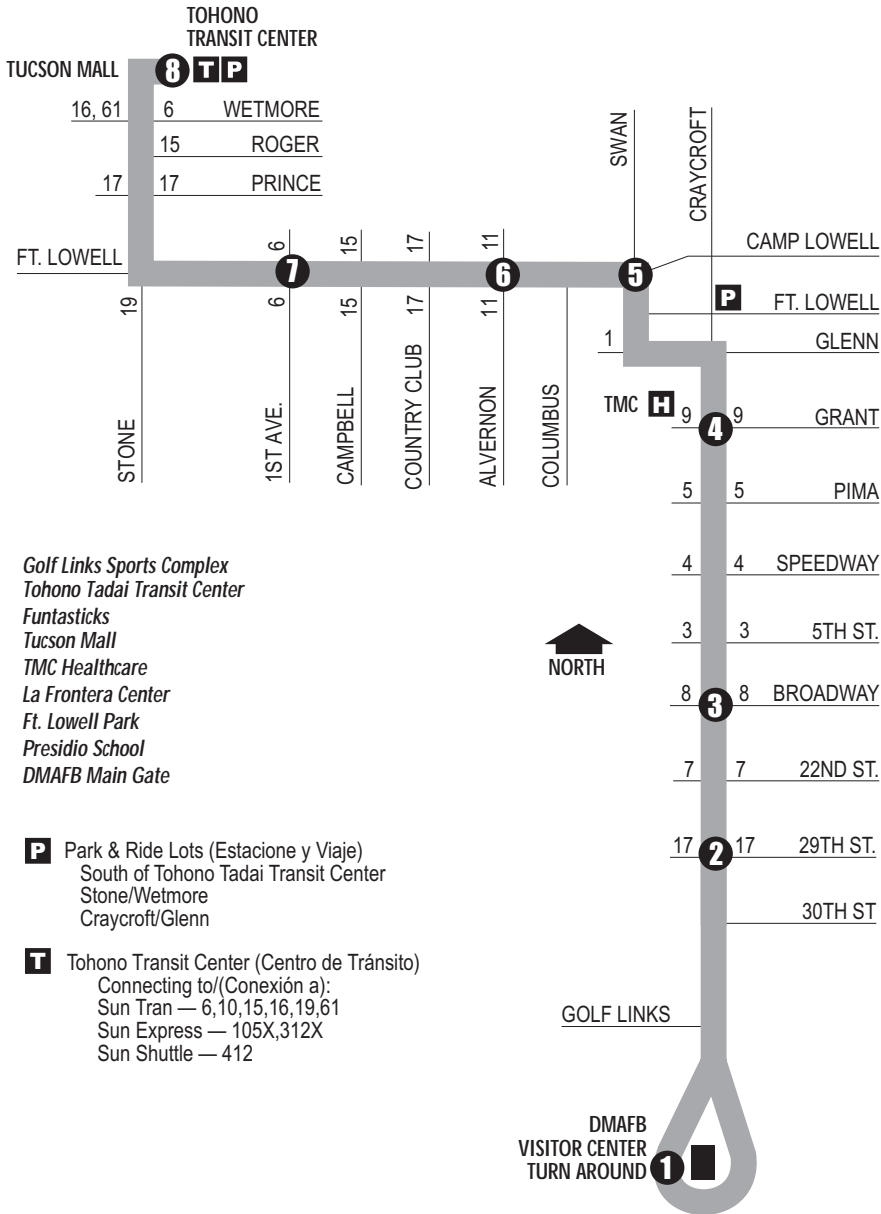 TOHONO
TRANSIT CENTER
TUCSON MALL
8 T P
16, 61 6 WETMORE
15 ROGER
17 17 PRINCE
SWAN
CRAYCROFT
FT. LOWELL
6 15 17 11
7 6 5
CAMP LOWELL
P FT. LOWELL
19 6 15 17 11
1 GLENN
STONE
1ST AVE.
CAMPBELL
COUNTRY CLUB
ALVERNON
COLUMBUS
TMC H 9 4 9 GRANT
5 5 PIMA
4 4 SPEEDWAY
3 3 5TH ST.
8 3 8 BROADWAY
7 7 22ND ST.
17 2 17 29TH ST.
30TH ST
GOLF LINKS
DMAFB
VISITOR CENTER
TURN AROUND 1
NORTH
Golf Links Sports Complex
Tohono Tadai Transit Center
Funtasticks
Tucson Mall
TMC Healthcare
La Frontera Center
Ft. Lowell Park
Presidio School
DMAFB Main Gate
P Park & Ride Lots (Estacione y Viaje)
South of Tohono Tadai Transit Center
Stone/Wetmore
Craycroft/Glenn
T Tohono Transit Center (Centro de Tránsito)
Connecting to/(Conexión a):
Sun Tran — 6,10,15,16,19,61
Sun Express — 105X,312X
Sun Shuttle — 412